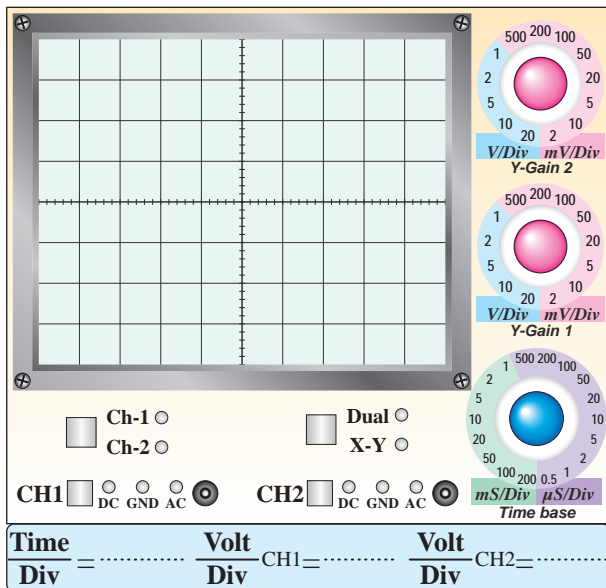 500 200 100
1 50
2 20
5 5
10 10
20 2
V/Div mV/Div
Y-Gain 2
500 200 100
1 50
2 20
5 5
10 10
20 2
V/Div mV/Div
Y-Gain 1
500 200
1 100
2 50
5 20
10 10
20 5
50 2
100 200 0.5 1
mS/Div µS/Div
Time base
Ch-1 Dual
Ch-2 X-Y
CH1 DC GND AC CH2 DC GND AC
Time/Div = ............ Volt/Div CH1= ............ Volt/Div CH2= ............